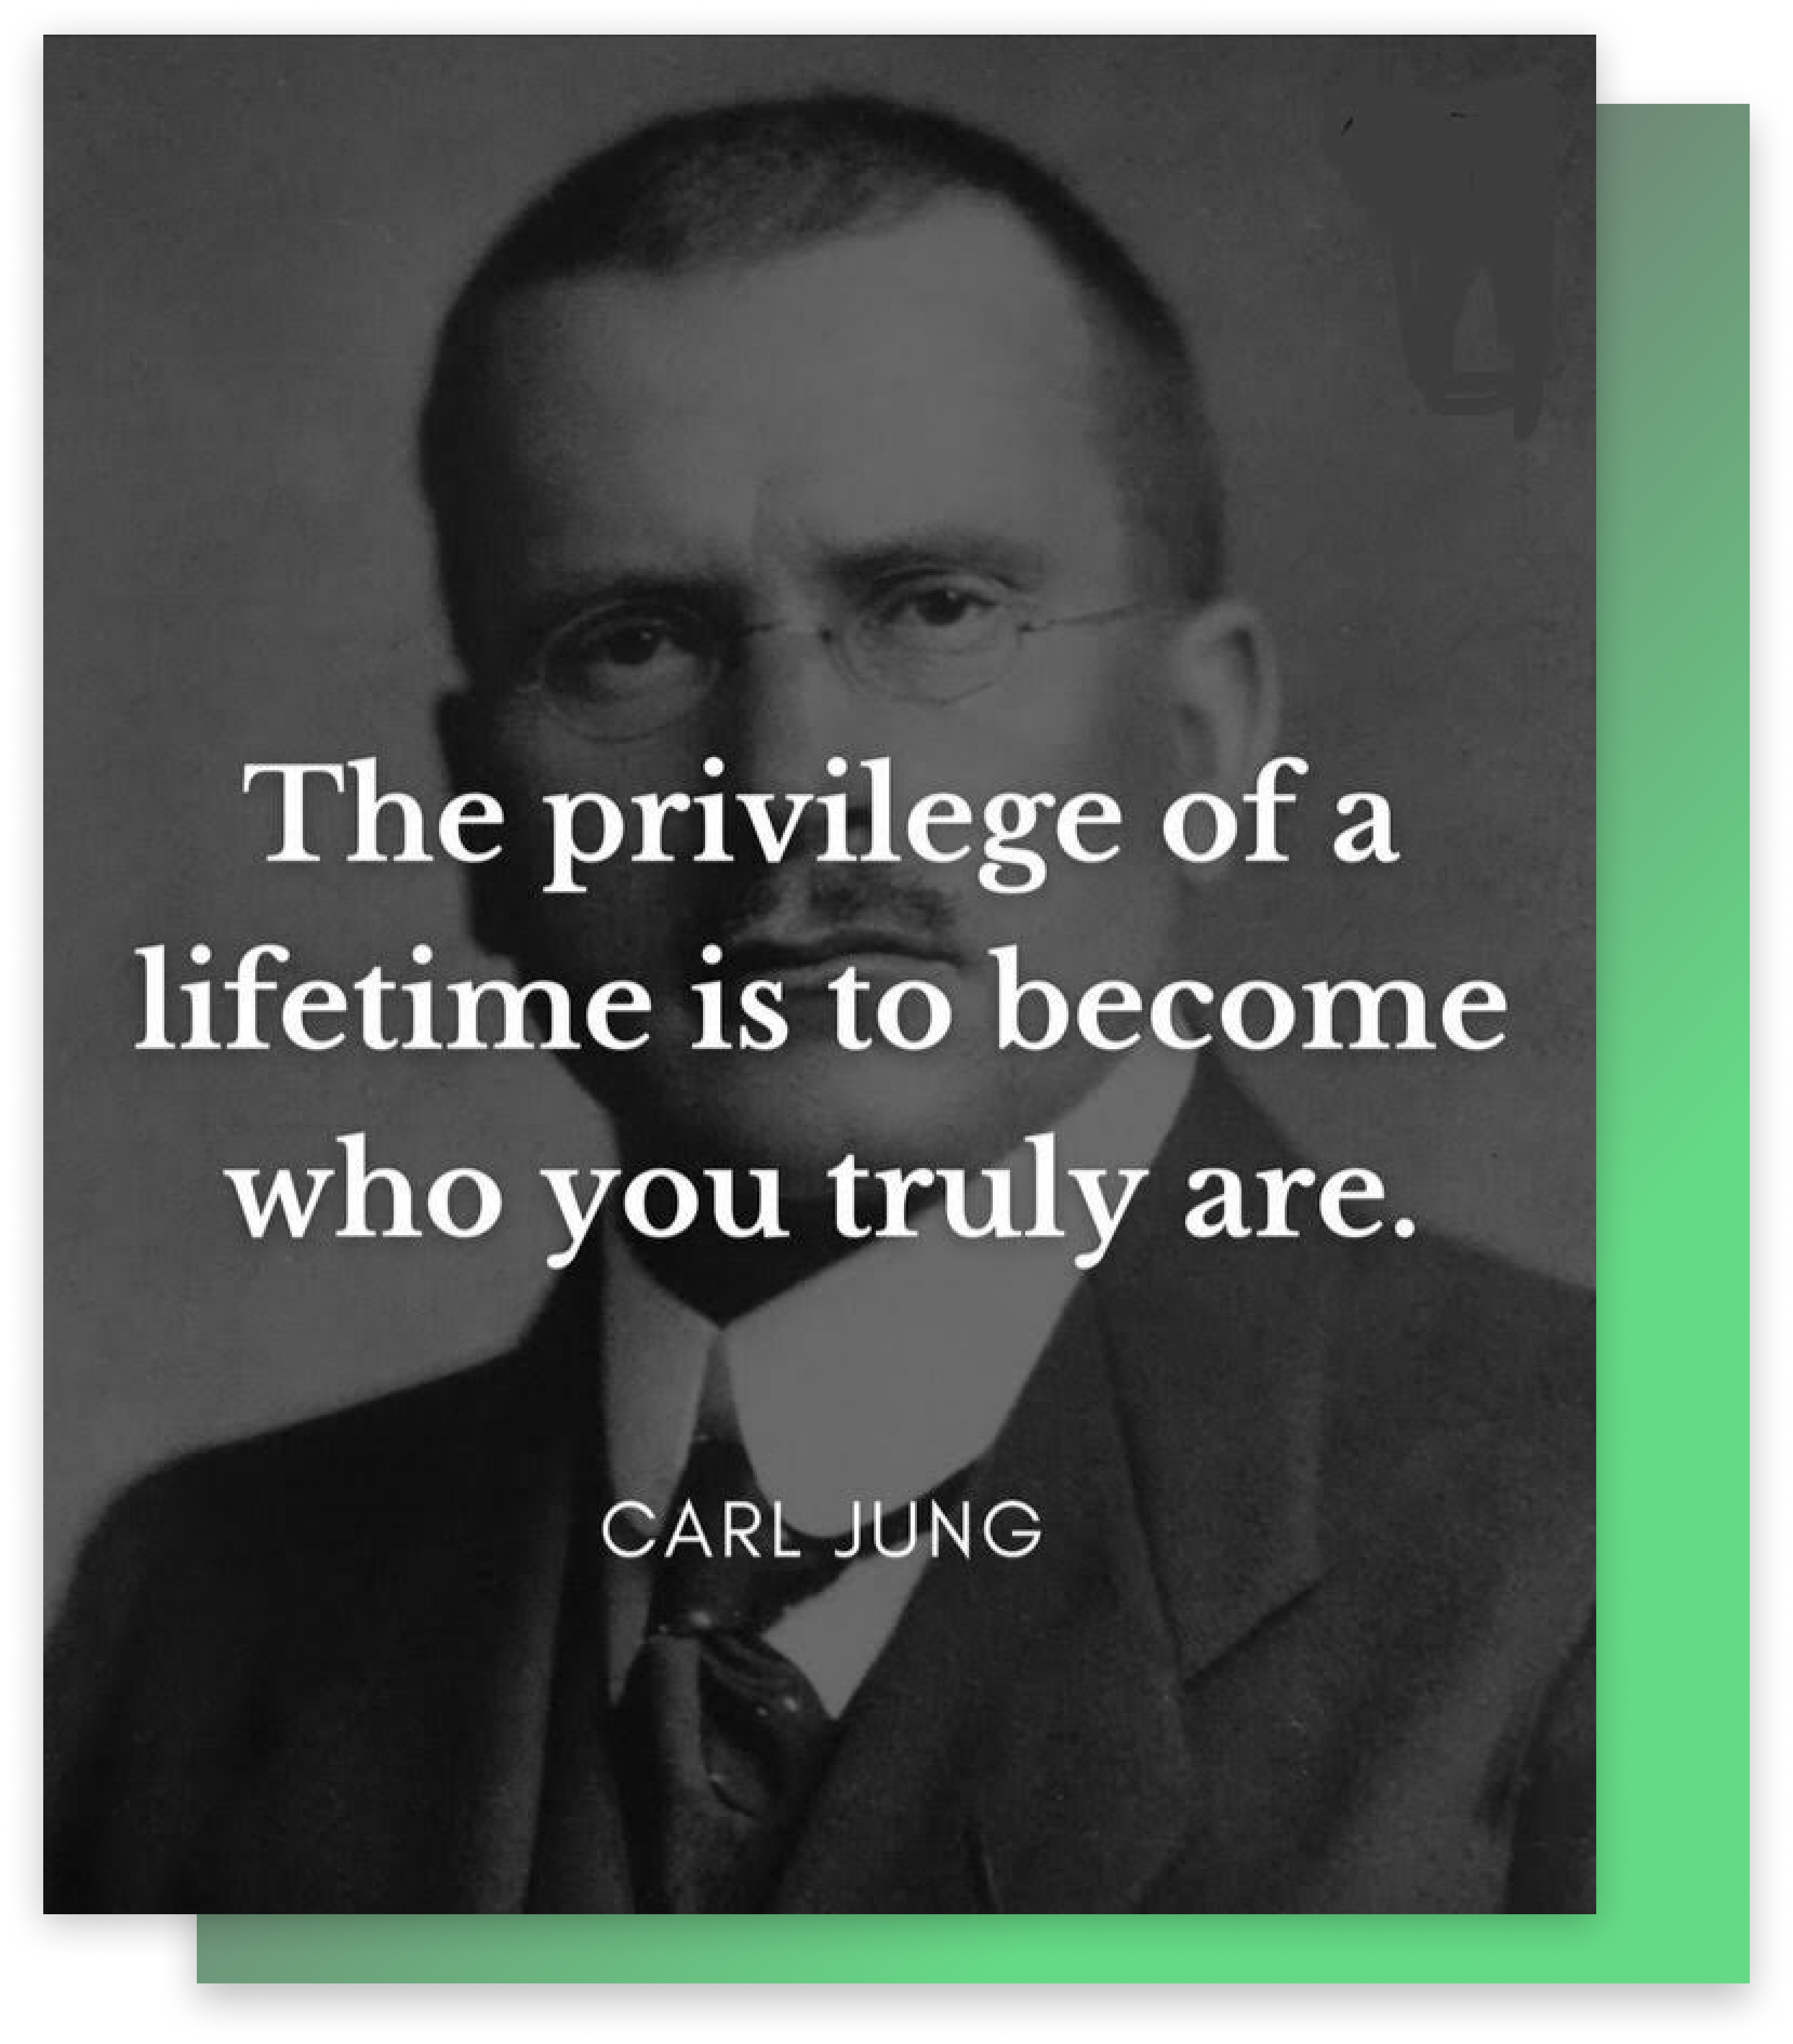 The privilege of a
lifetime is to become
who you truly are.
CARL JUNG